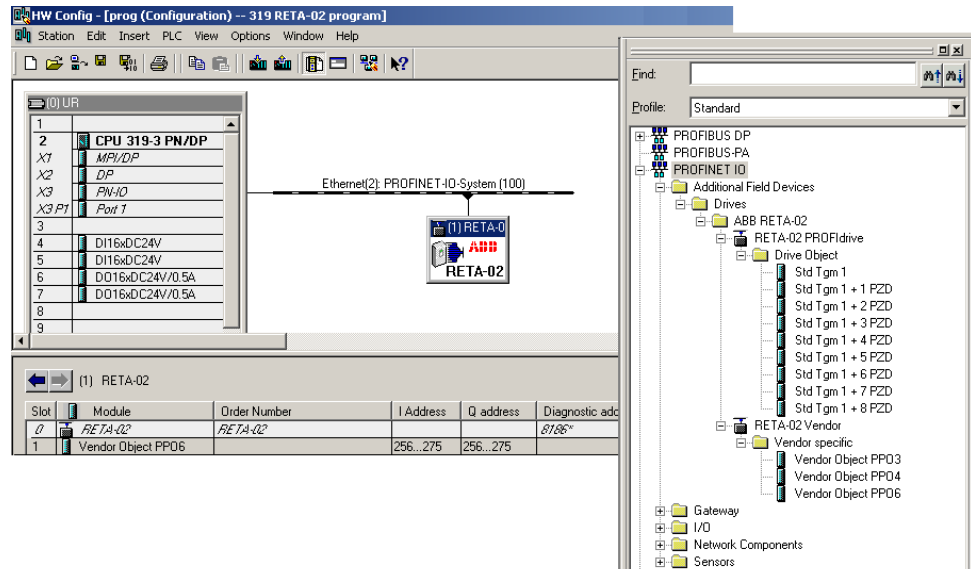 HW Config - [prog (Configuration) -- 319 RETA-02 program]
Station Edit Insert PLC View Options Window Help
(0) UR
1
2 CPU 319-3 PN/DP
X1 MPI/DP
X2 DP
X3 PN-IO
X3 P1 Port 1
3
4 DI16xDC24V
5 DI16xDC24V
6 DO16xDC24V/0.5A
7 DO16xDC24V/0.5A
8
9
Ethernet(2): PROFINET-IO-System (100)
(1) RETA-0
ABB
RETA-02
(1) RETA-02
Slot Module Order Number I Address Q address Diagnostic add
0 RETA-02 RETA-02 8186*
1 Vendor Object PPO6 256...275 256...275
Find:
Profile: Standard
PROFIBUS DP
PROFIBUS-PA
PROFINET IO
Additional Field Devices
Drives
ABB RETA-02
RETA-02 PROFIdrive
Drive Object
Std Tgm 1
Std Tgm 1 + 1 PZD
Std Tgm 1 + 2 PZD
Std Tgm 1 + 3 PZD
Std Tgm 1 + 4 PZD
Std Tgm 1 + 5 PZD
Std Tgm 1 + 6 PZD
Std Tgm 1 + 7 PZD
Std Tgm 1 + 8 PZD
RETA-02 Vendor
Vendor specific
Vendor Object PPO3
Vendor Object PPO4
Vendor Object PPO6
Gateway
I/O
Network Components
Sensors